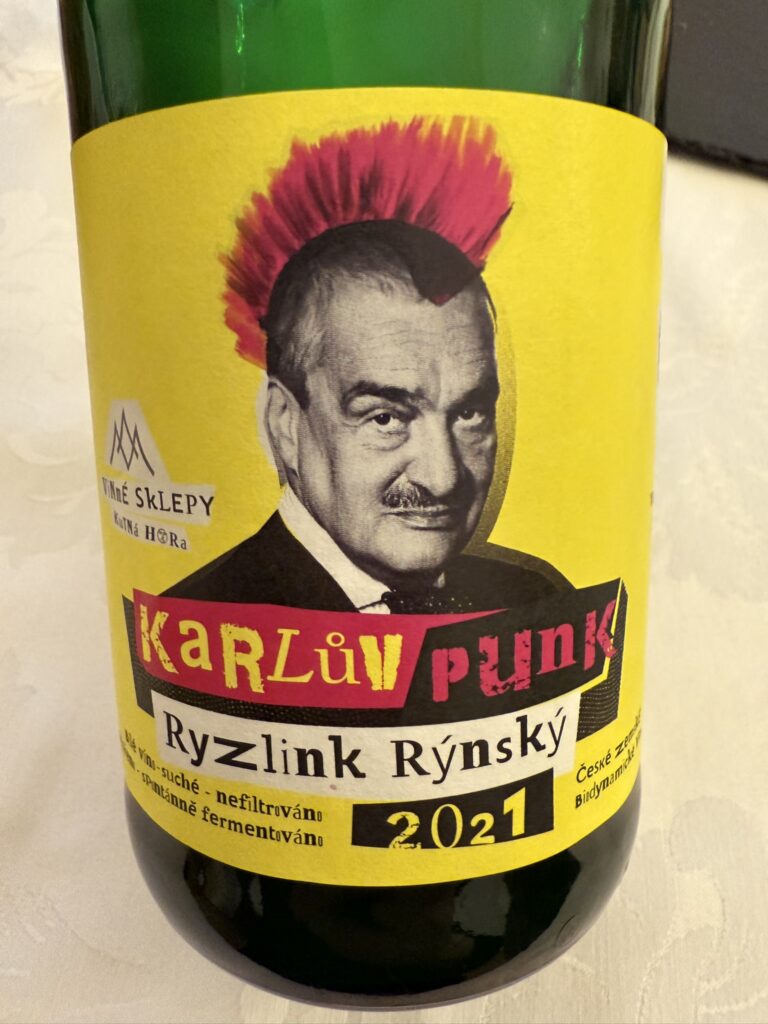 VINNÉ SKLEPY
KUTNÁ HORa
KaRLův PUnK
Ryzlink Rýnský
Bílé víno - suché - nefiltrováno
- spontánně fermentováno
2021
České zemské
Biodynamické